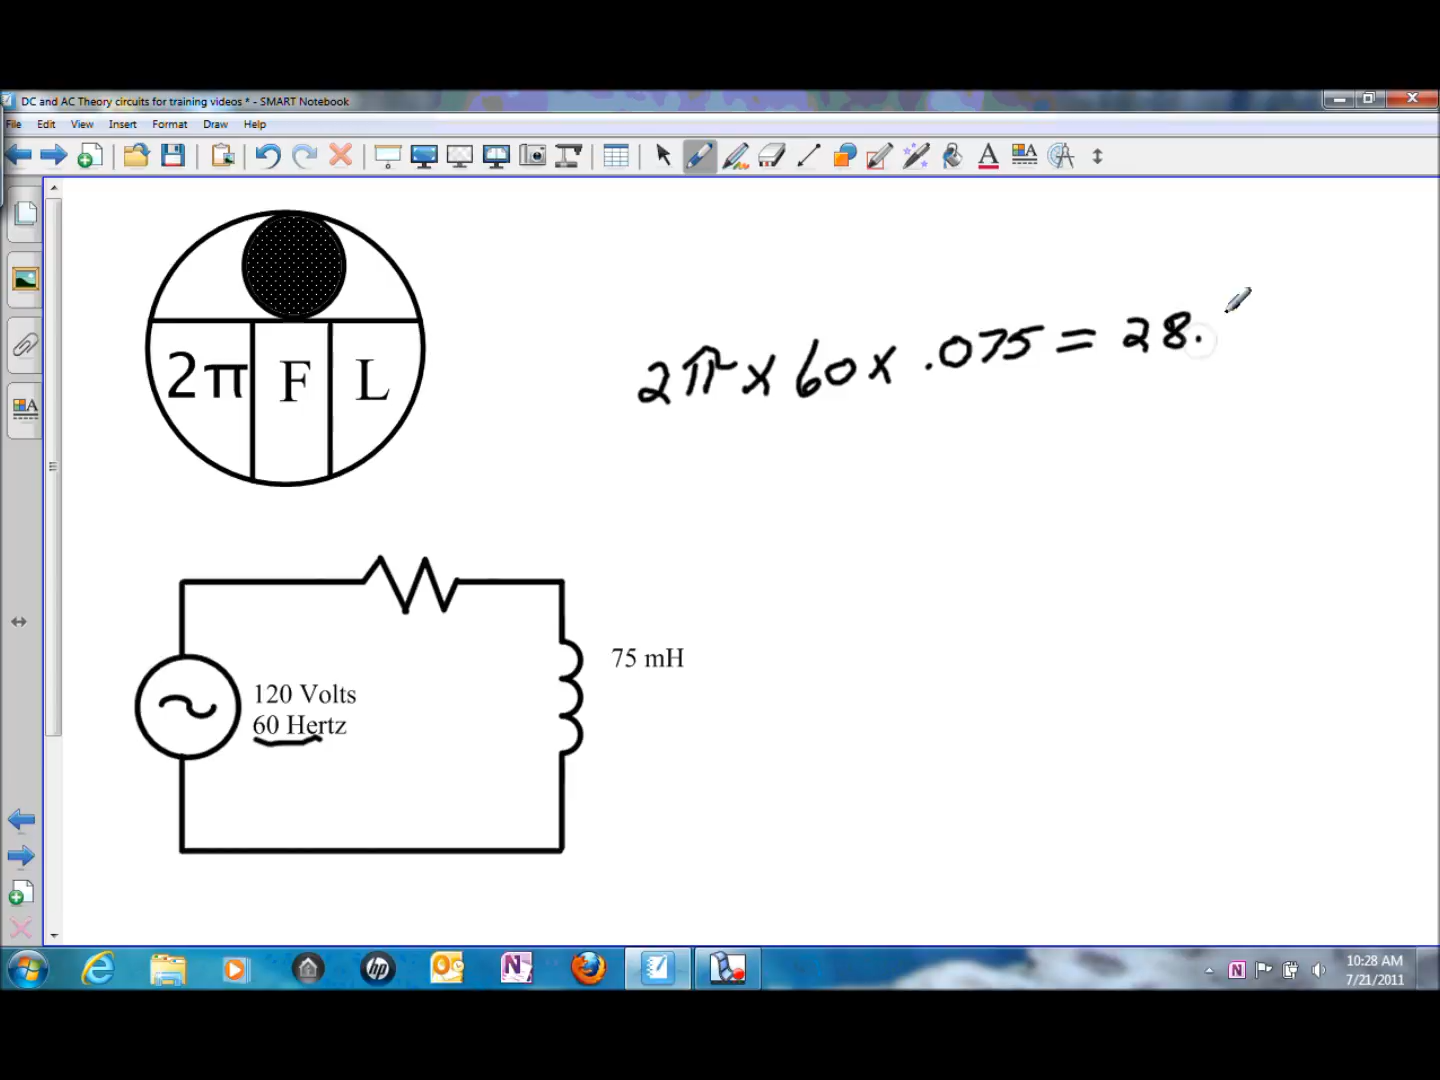 DC and AC Theory circuits for training videos * - SMART Notebook
File Edit View Insert Format Draw Help
2π F L
2π x 60 x .075 = 28.
75 mH
120 Volts
60 Hertz
10:28 AM
7/21/2011